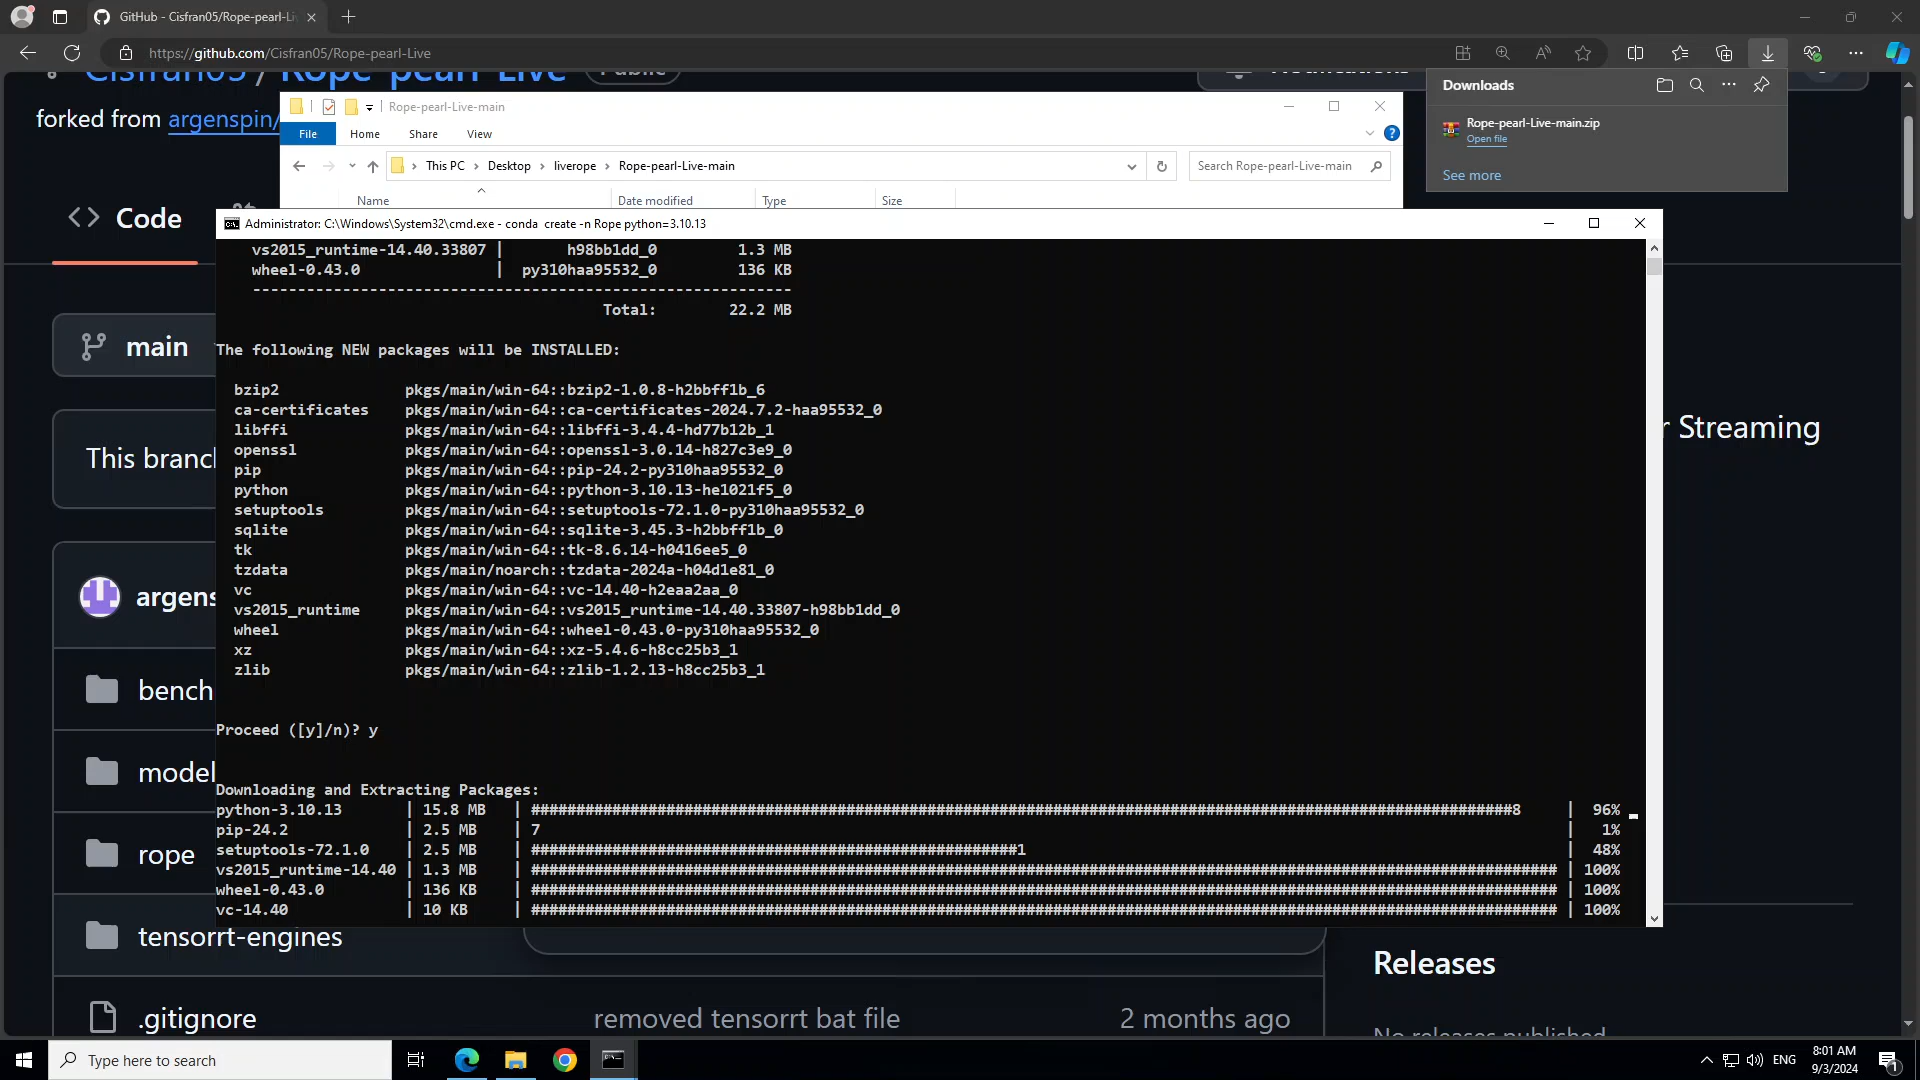 GitHub - Cisfran05/Rope-pearl-Li
https://github.com/Cisfran05/Rope-pearl-Live
Cisfran05 / Rope-pearl-Live Public
Notifications
forked from argenspin/
Downloads
Rope-pearl-Live-main.zip
Open file
See more
Rope-pearl-Live-main
File Home Share View
This PC > Desktop > liverope > Rope-pearl-Live-main
Search Rope-pearl-Live-main
Name Date modified Type Size
Code
main
This branc
argens
bench
model
rope
tensorrt-engines
.gitignore removed tensorrt bat file 2 months ago
r Streaming
Releases
No releases published
Administrator: C:\Windows\System32\cmd.exe - conda  create -n Rope python=3.10.13
vs2015_runtime-14.40.33807 | h98bb1dd_0 1.3 MB
wheel-0.43.0 | py310haa95532_0 136 KB
------------------------------------------------------------
Total: 22.2 MB
The following NEW packages will be INSTALLED:
bzip2 pkgs/main/win-64::bzip2-1.0.8-h2bbff1b_6
ca-certificates pkgs/main/win-64::ca-certificates-2024.7.2-haa95532_0
libffi pkgs/main/win-64::libffi-3.4.4-hd77b12b_1
openssl pkgs/main/win-64::openssl-3.0.14-h827c3e9_0
pip pkgs/main/win-64::pip-24.2-py310haa95532_0
python pkgs/main/win-64::python-3.10.13-he1021f5_0
setuptools pkgs/main/win-64::setuptools-72.1.0-py310haa95532_0
sqlite pkgs/main/win-64::sqlite-3.45.3-h2bbff1b_0
tk pkgs/main/win-64::tk-8.6.14-h0416ee5_0
tzdata pkgs/main/noarch::tzdata-2024a-h04d1e81_0
vc pkgs/main/win-64::vc-14.40-h2eaa2aa_0
vs2015_runtime pkgs/main/win-64::vs2015_runtime-14.40.33807-h98bb1dd_0
wheel pkgs/main/win-64::wheel-0.43.0-py310haa95532_0
xz pkgs/main/win-64::xz-5.4.6-h8cc25b3_1
zlib pkgs/main/win-64::zlib-1.2.13-h8cc25b3_1
Proceed ([y]/n)? y
Downloading and Extracting Packages:
python-3.10.13 | 15.8 MB | #############################################################################################################8 | 96%
pip-24.2 | 2.5 MB | 7 | 1%
setuptools-72.1.0 | 2.5 MB | ######################################################1 | 48%
vs2015_runtime-14.40 | 1.3 MB | ################################################################################################################## | 100%
wheel-0.43.0 | 136 KB | ################################################################################################################## | 100%
vc-14.40 | 10 KB | ################################################################################################################## | 100%
Type here to search
ENG
8:01 AM
9/3/2024
1